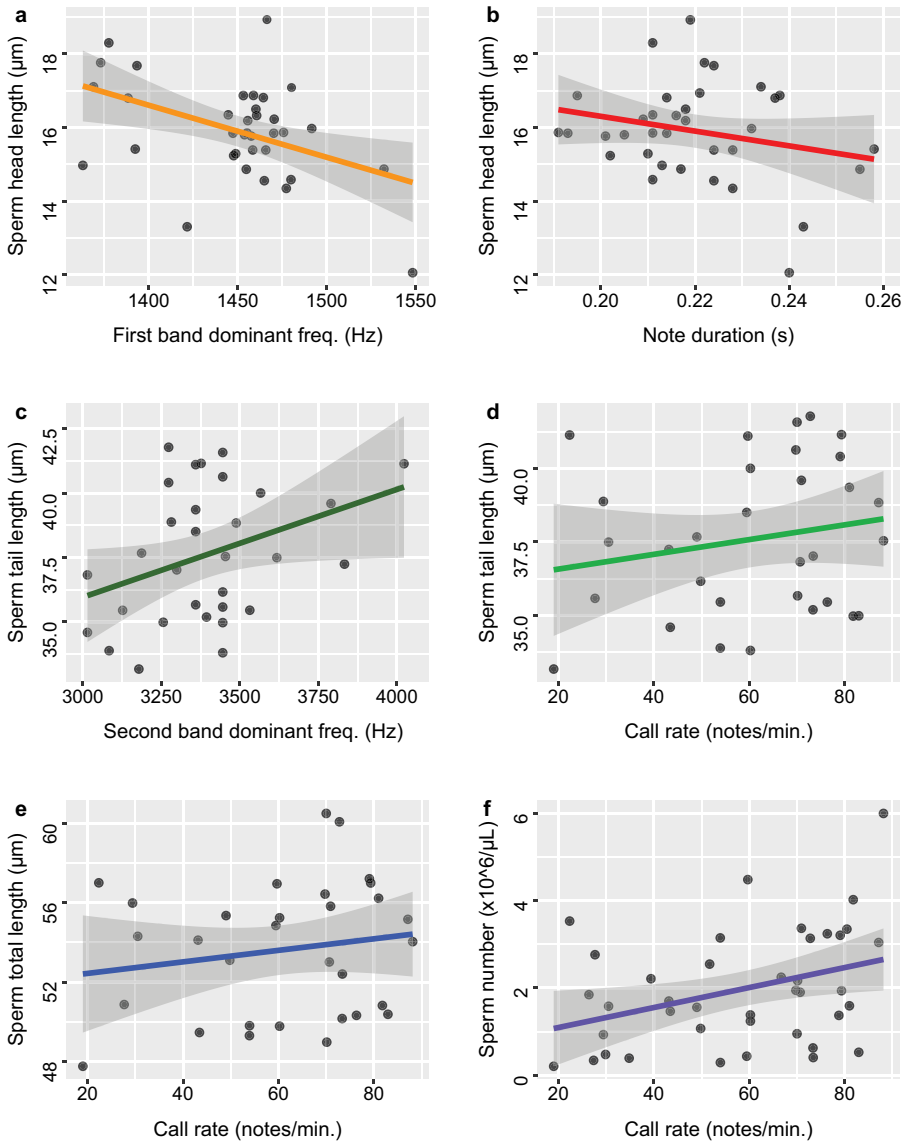 a
Sperm head length (µm)
18
16
14
12
1400
1450
1500
1550
First band dominant freq. (Hz)
b
Sperm head length (µm)
18
16
14
12
0.20
0.22
0.24
0.26
Note duration (s)
c
Sperm tail length (µm)
42.5
40.0
37.5
35.0
3000
3250
3500
3750
4000
Second band dominant freq. (Hz)
d
Sperm tail length (µm)
40.0
37.5
35.0
20
40
60
80
Call rate (notes/min.)
e
Sperm total length (µm)
60
56
52
48
20
40
60
80
Call rate (notes/min.)
f
Sperm number (x10^6/µL)
6
4
2
0
20
40
60
80
Call rate (notes/min.)